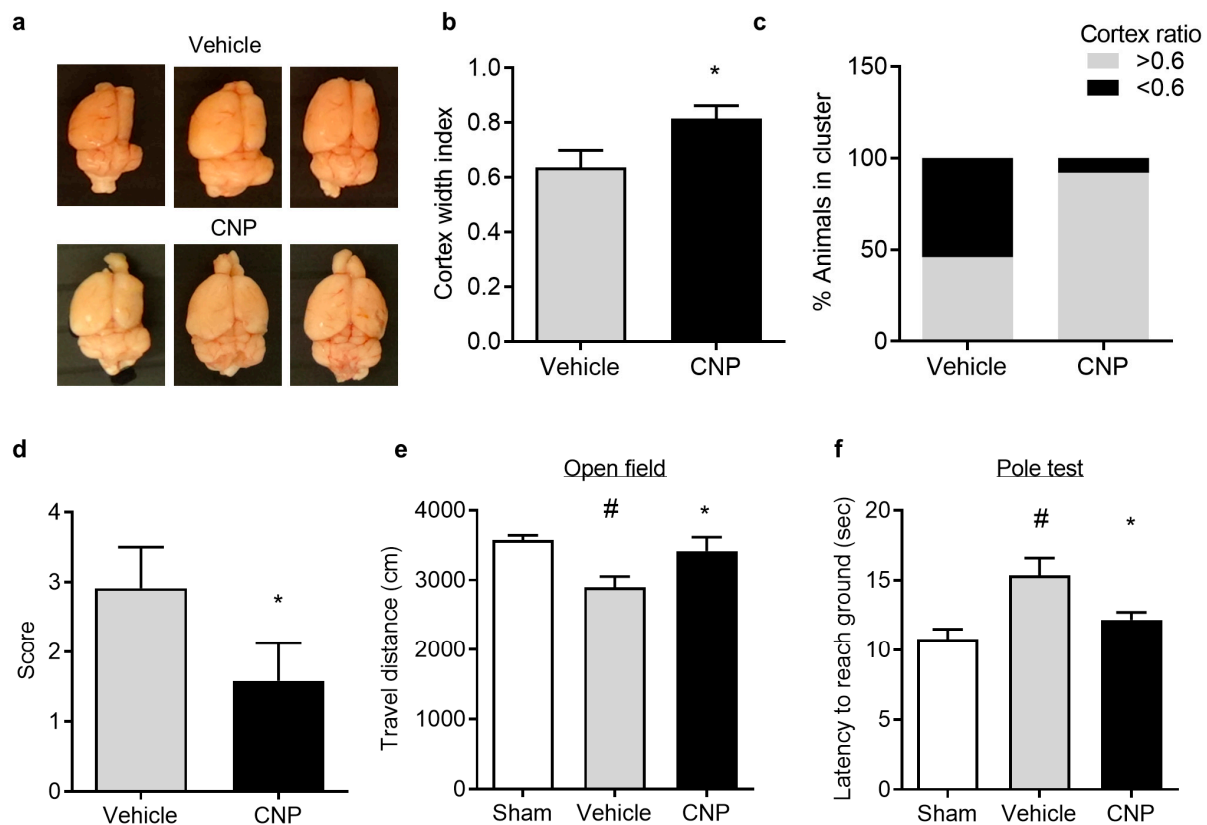 a
Vehicle
CNP
b
Cortex width index
1.0
0.8
0.6
0.4
0.2
0.0
*
Vehicle CNP
c
Cortex ratio
>0.6
<0.6
% Animals in cluster
150
100
50
0
Vehicle CNP
d
Score
4
3
2
1
0
*
Vehicle CNP
e
Open field
Travel distance (cm)
4000
3000
2000
1000
0
# *
Sham Vehicle CNP
f
Pole test
Latency to reach ground (sec)
20
15
10
5
0
# *
Sham Vehicle CNP